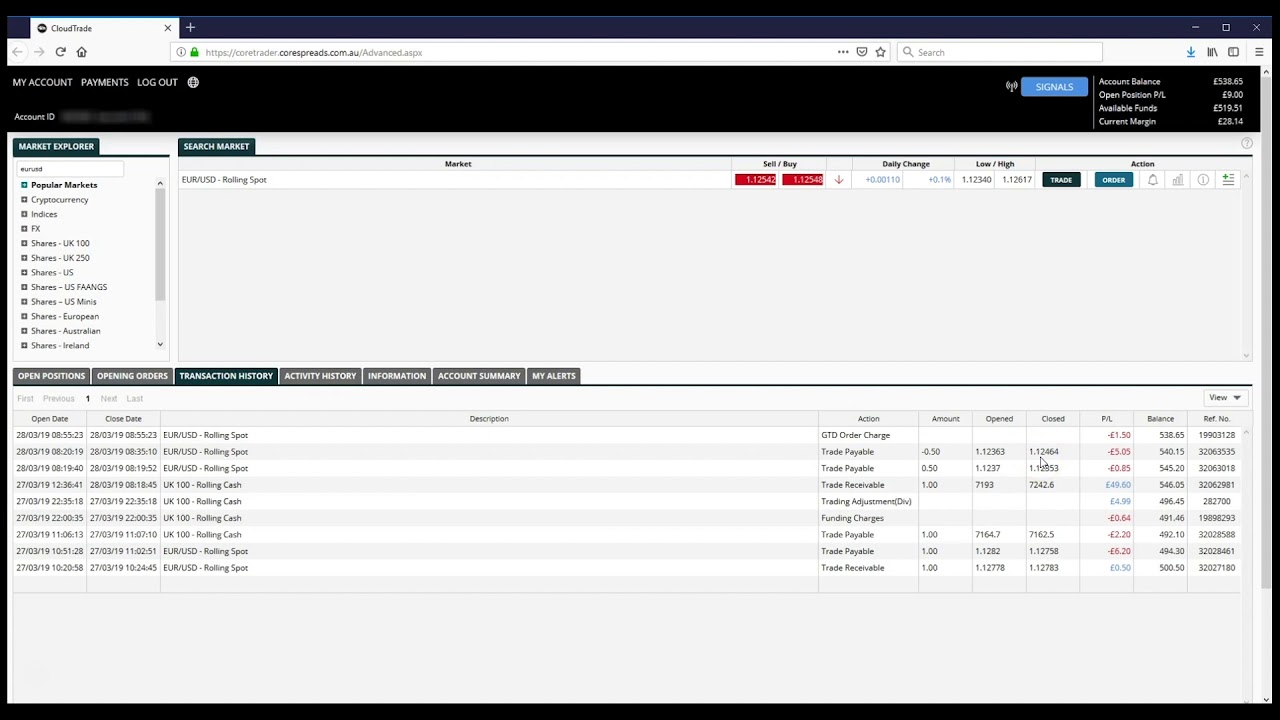 CloudTrade
https://coretrader.corespreads.com.au/Advanced.aspx
Search
MY ACCOUNT PAYMENTS LOG OUT
SIGNALS
Account Balance £538.65
Open Position P/L £9.00
Available Funds £519.51
Current Margin £28.14
Account ID
MARKET EXPLORER
eurusd
Popular Markets
Cryptocurrency
Indices
FX
Shares - UK 100
Shares - UK 250
Shares - US
Shares – US FAANGS
Shares – US Minis
Shares - European
Shares - Australian
Shares - Ireland
SEARCH MARKET
Market Sell / Buy Daily Change Low / High Action
EUR/USD - Rolling Spot 1.12542 1.12548 +0.00110 +0.1% 1.12340 1.12617 TRADE ORDER
OPEN POSITIONS OPENING ORDERS TRANSACTION HISTORY ACTIVITY HISTORY INFORMATION ACCOUNT SUMMARY MY ALERTS
First Previous 1 Next Last View
Open Date Close Date Description Action Amount Opened Closed P/L Balance Ref. No.
28/03/19 08:55:23 28/03/19 08:55:23 EUR/USD - Rolling Spot GTD Order Charge -£1.50 538.65 19903128
28/03/19 08:20:19 28/03/19 08:35:10 EUR/USD - Rolling Spot Trade Payable -0.50 1.12363 1.12464 -£5.05 540.15 32063535
28/03/19 08:19:40 28/03/19 08:19:52 EUR/USD - Rolling Spot Trade Payable 0.50 1.1237 -£0.85 545.20 32063018
27/03/19 12:36:41 28/03/19 08:18:45 UK 100 - Rolling Cash Trade Receivable 1.00 7193 7242.6 £49.60 546.05 32062981
27/03/19 22:35:18 27/03/19 22:35:18 UK 100 - Rolling Cash Trading Adjustment(Div) £4.99 496.45 282700
27/03/19 22:00:35 27/03/19 22:00:35 UK 100 - Rolling Cash Funding Charges -£0.64 491.46 19898293
27/03/19 11:06:13 27/03/19 11:07:10 UK 100 - Rolling Cash Trade Payable 1.00 7164.7 7162.5 -£2.20 492.10 32028588
27/03/19 10:51:28 27/03/19 11:02:51 EUR/USD - Rolling Spot Trade Payable 1.00 1.1282 1.12758 -£6.20 494.30 32028461
27/03/19 10:20:58 27/03/19 10:24:45 EUR/USD - Rolling Spot Trade Receivable 1.00 1.12778 1.12783 £0.50 500.50 32027180